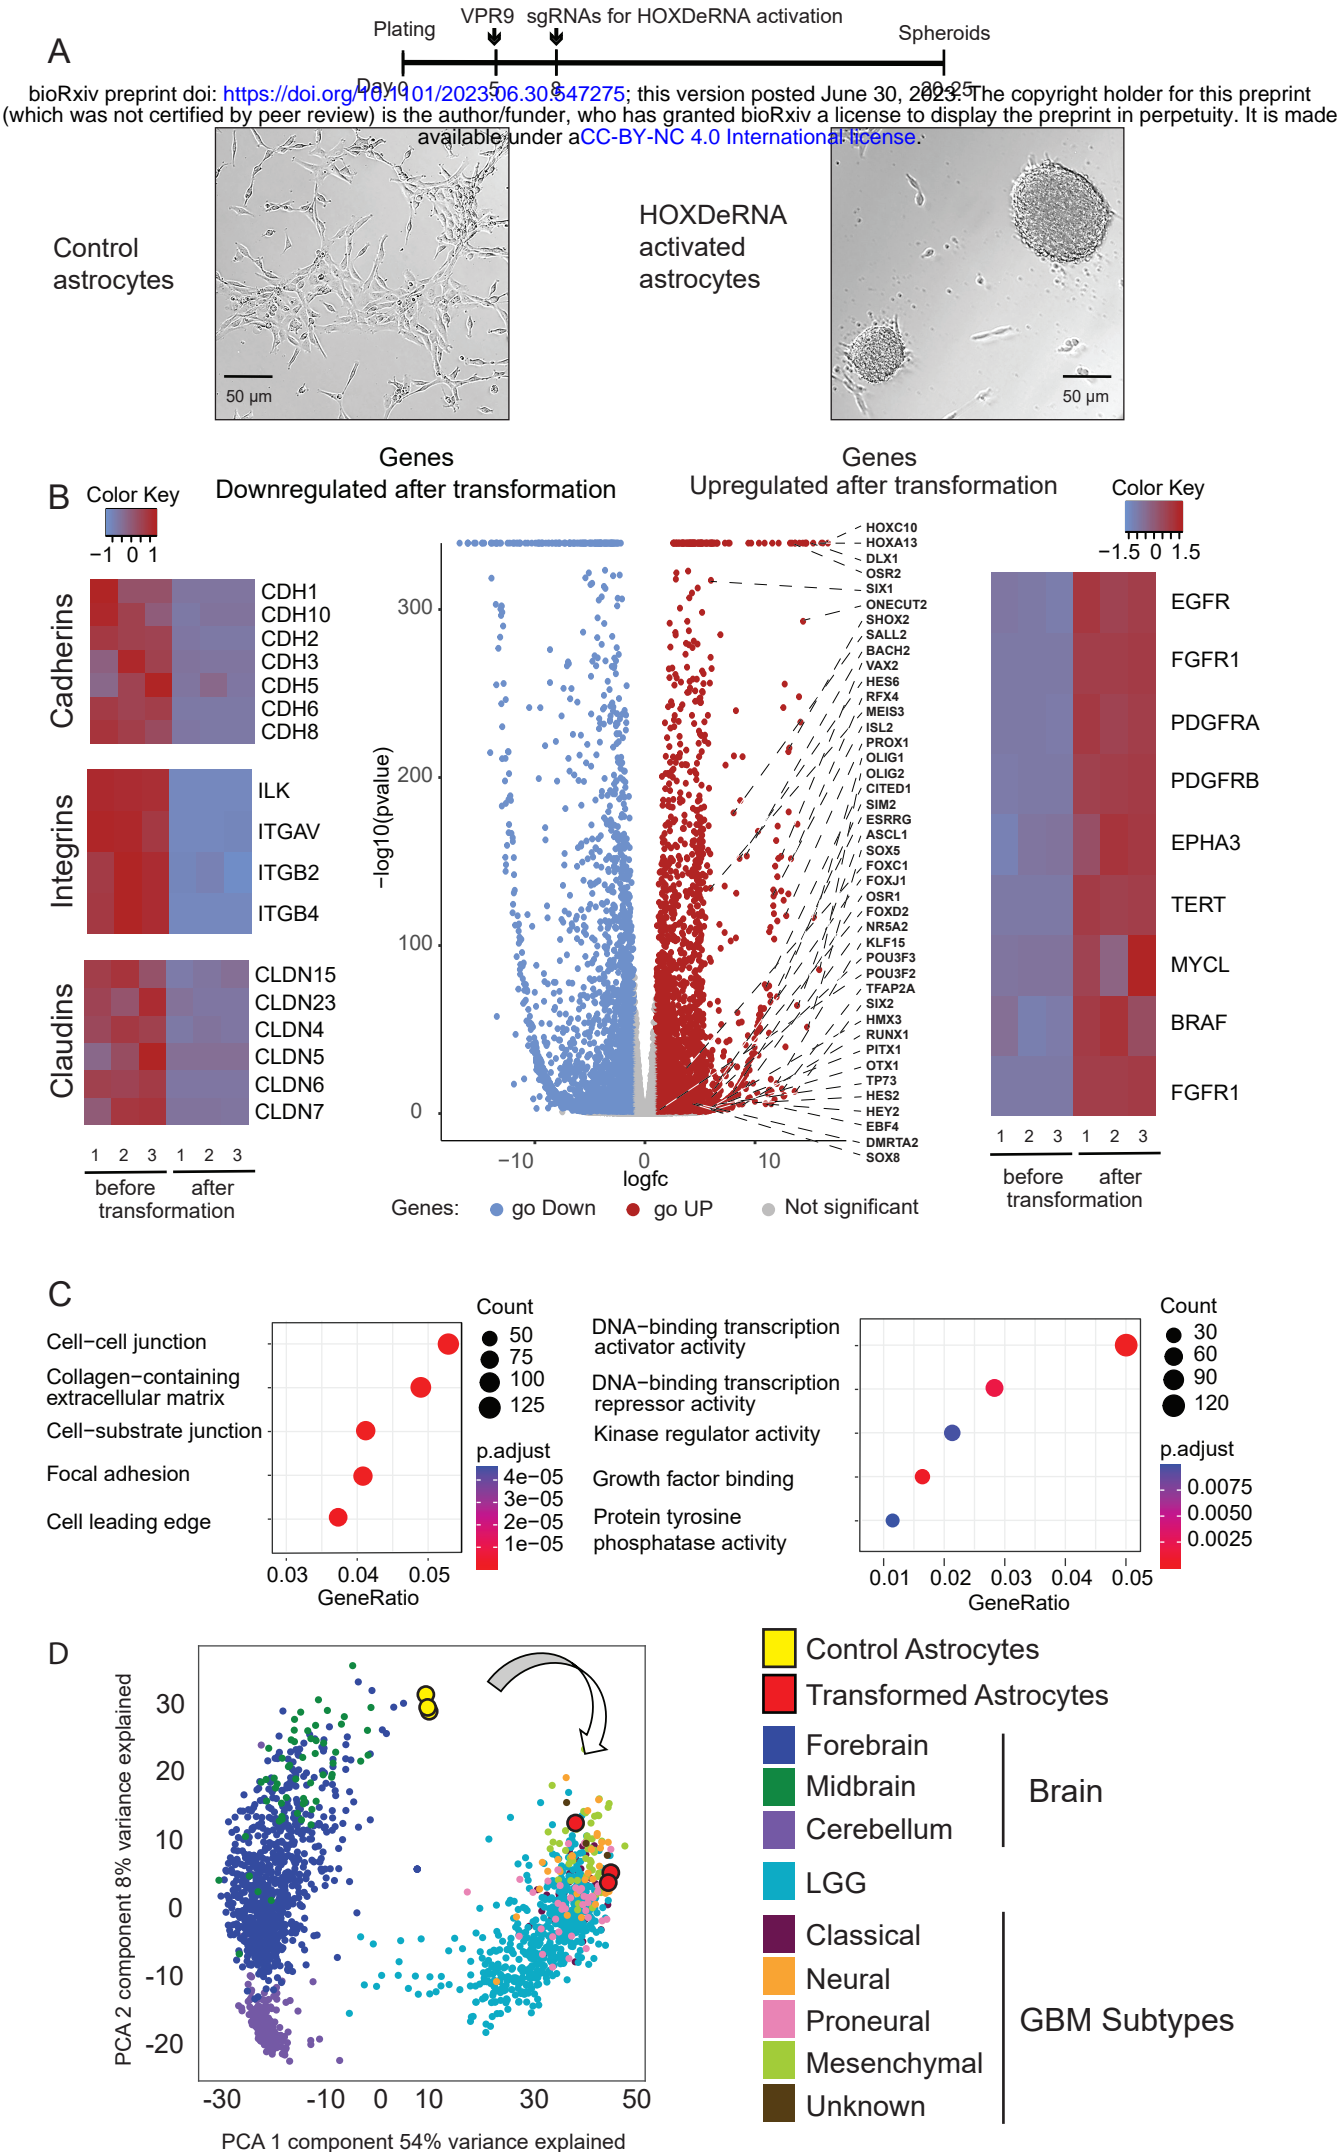 A
Plating
VPR9
sgRNAs for HOXDeRNA activation
Spheroids
Day 0
5
8
20-25
bioRxiv preprint doi: https://doi.org/10.1101/2023.06.30.547275; this version posted June 30, 2023. The copyright holder for this preprint
(which was not certified by peer review) is the author/funder, who has granted bioRxiv a license to display the preprint in perpetuity. It is made
available under aCC-BY-NC 4.0 International license.
Control
astrocytes
50 µm
HOXDeRNA
activated
astrocytes
50 µm
B
Color Key
−1 0 1
Genes
Downregulated after transformation
Genes
Upregulated after transformation
Color Key
−1.5 0 1.5
Cadherins
CDH1
CDH10
CDH2
CDH3
CDH5
CDH6
CDH8
Integrins
ILK
ITGAV
ITGB2
ITGB4
Claudins
CLDN15
CLDN23
CLDN4
CLDN5
CLDN6
CLDN7
1 2 3 1 2 3
before after
transformation
−log10(pvalue)
300
200
100
0
−10 0 10
logfc
Genes: go Down go UP Not significant
HOXC10
HOXA13
DLX1
OSR2
SIX1
ONECUT2
SHOX2
SALL2
BACH2
VAX2
HES6
RFX4
MEIS3
ISL2
PROX1
OLIG1
OLIG2
CITED1
SIM2
ESRRG
ASCL1
SOX5
FOXC1
FOXJ1
OSR1
FOXD2
NR5A2
KLF15
POU3F3
POU3F2
TFAP2A
SIX2
HMX3
RUNX1
PITX1
OTX1
TP73
HES2
HEY2
EBF4
DMRTA2
SOX8
EGFR
FGFR1
PDGFRA
PDGFRB
EPHA3
TERT
MYCL
BRAF
FGFR1
1 2 3 1 2 3
before after
transformation
C
Cell−cell junction
Collagen−containing
extracellular matrix
Cell−substrate junction
Focal adhesion
Cell leading edge
0.03 0.04 0.05
GeneRatio
Count
50
75
100
125
p.adjust
4e−05
3e−05
2e−05
1e−05
DNA−binding transcription
activator activity
DNA−binding transcription
repressor activity
Kinase regulator activity
Growth factor binding
Protein tyrosine
phosphatase activity
0.01 0.02 0.03 0.04 0.05
GeneRatio
Count
30
60
90
120
p.adjust
0.0075
0.0050
0.0025
D
PCA 2 component 8% variance explained
30
20
10
0
-10
-20
-30 -10 0 10 30 50
PCA 1 component 54% variance explained
Control Astrocytes
Transformed Astrocytes
Forebrain
Midbrain
Cerebellum
Brain
LGG
Classical
Neural
Proneural
Mesenchymal
Unknown
GBM Subtypes